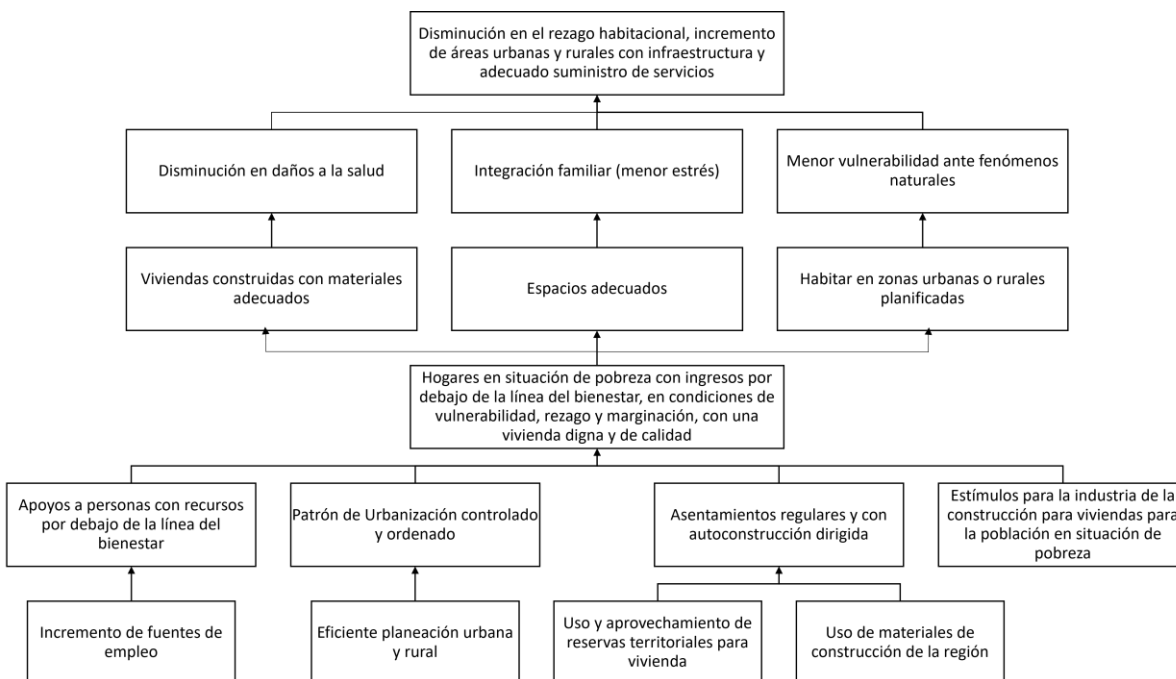 Disminución en el rezago habitacional, incremento
de áreas urbanas y rurales con infraestructura y
adecuado suministro de servicios
Disminución en daños a la salud
Integración familiar (menor estrés)
Menor vulnerabilidad ante fenómenos
naturales
Viviendas construidas con materiales
adecuados
Espacios adecuados
Habitar en zonas urbanas o rurales
planificadas
Hogares en situación de pobreza con ingresos por
debajo de la línea del bienestar, en condiciones de
vulnerabilidad, rezago y marginación, con una
vivienda digna y de calidad
Apoyos a personas con recursos
por debajo de la línea del
bienestar
Patrón de Urbanización controlado
y ordenado
Asentamientos regulares y con
autoconstrucción dirigida
Estímulos para la industria de la
construcción para viviendas para
la población en situación de
pobreza
Incremento de fuentes de
empleo
Eficiente planeación urbana
y rural
Uso y aprovechamiento de
reservas territoriales para
vivienda
Uso de materiales de
construcción de la región